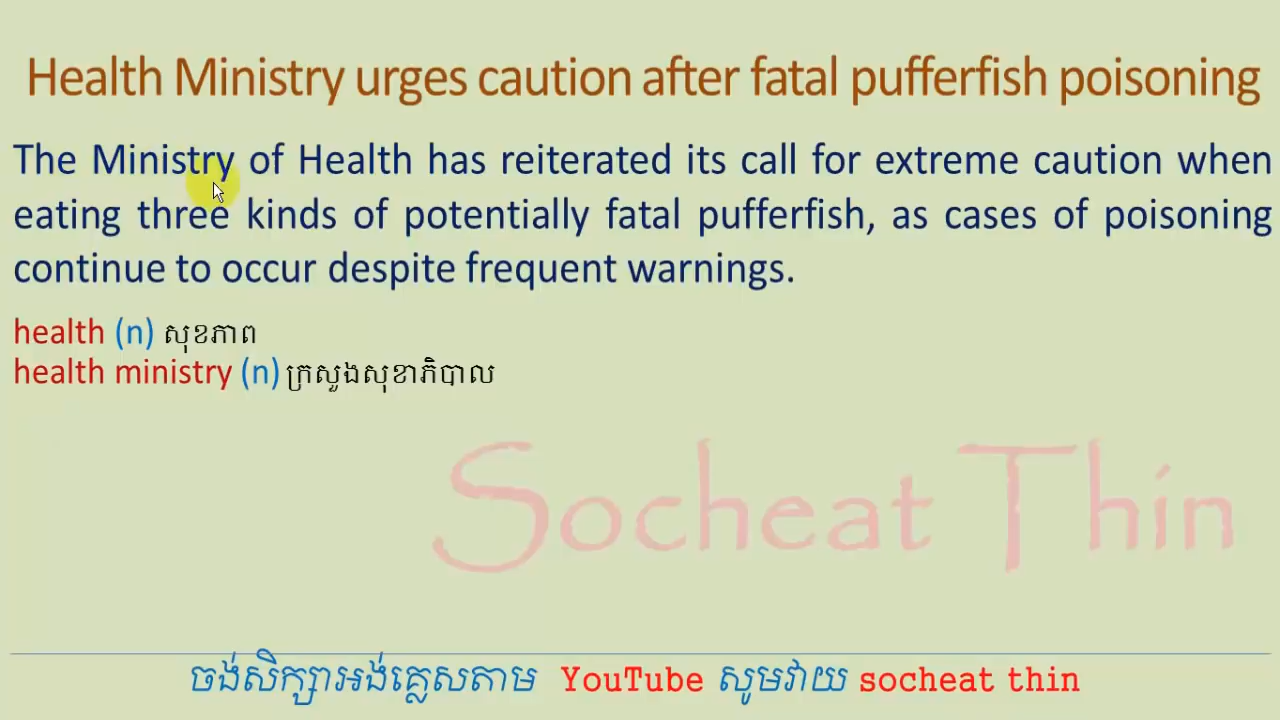 Health Ministry urges caution after fatal pufferfish poisoning
The Ministry of Health has reiterated its call for extreme caution when
eating three kinds of potentially fatal pufferfish, as cases of poisoning
continue to occur despite frequent warnings.
health (n) សុខភាព
health ministry (n) ក្រសួងសុខាភិបាល
Socheat Thin
ចង់សិក្សាអង់គ្លេសតាម YouTube សូមវាយ socheat thin